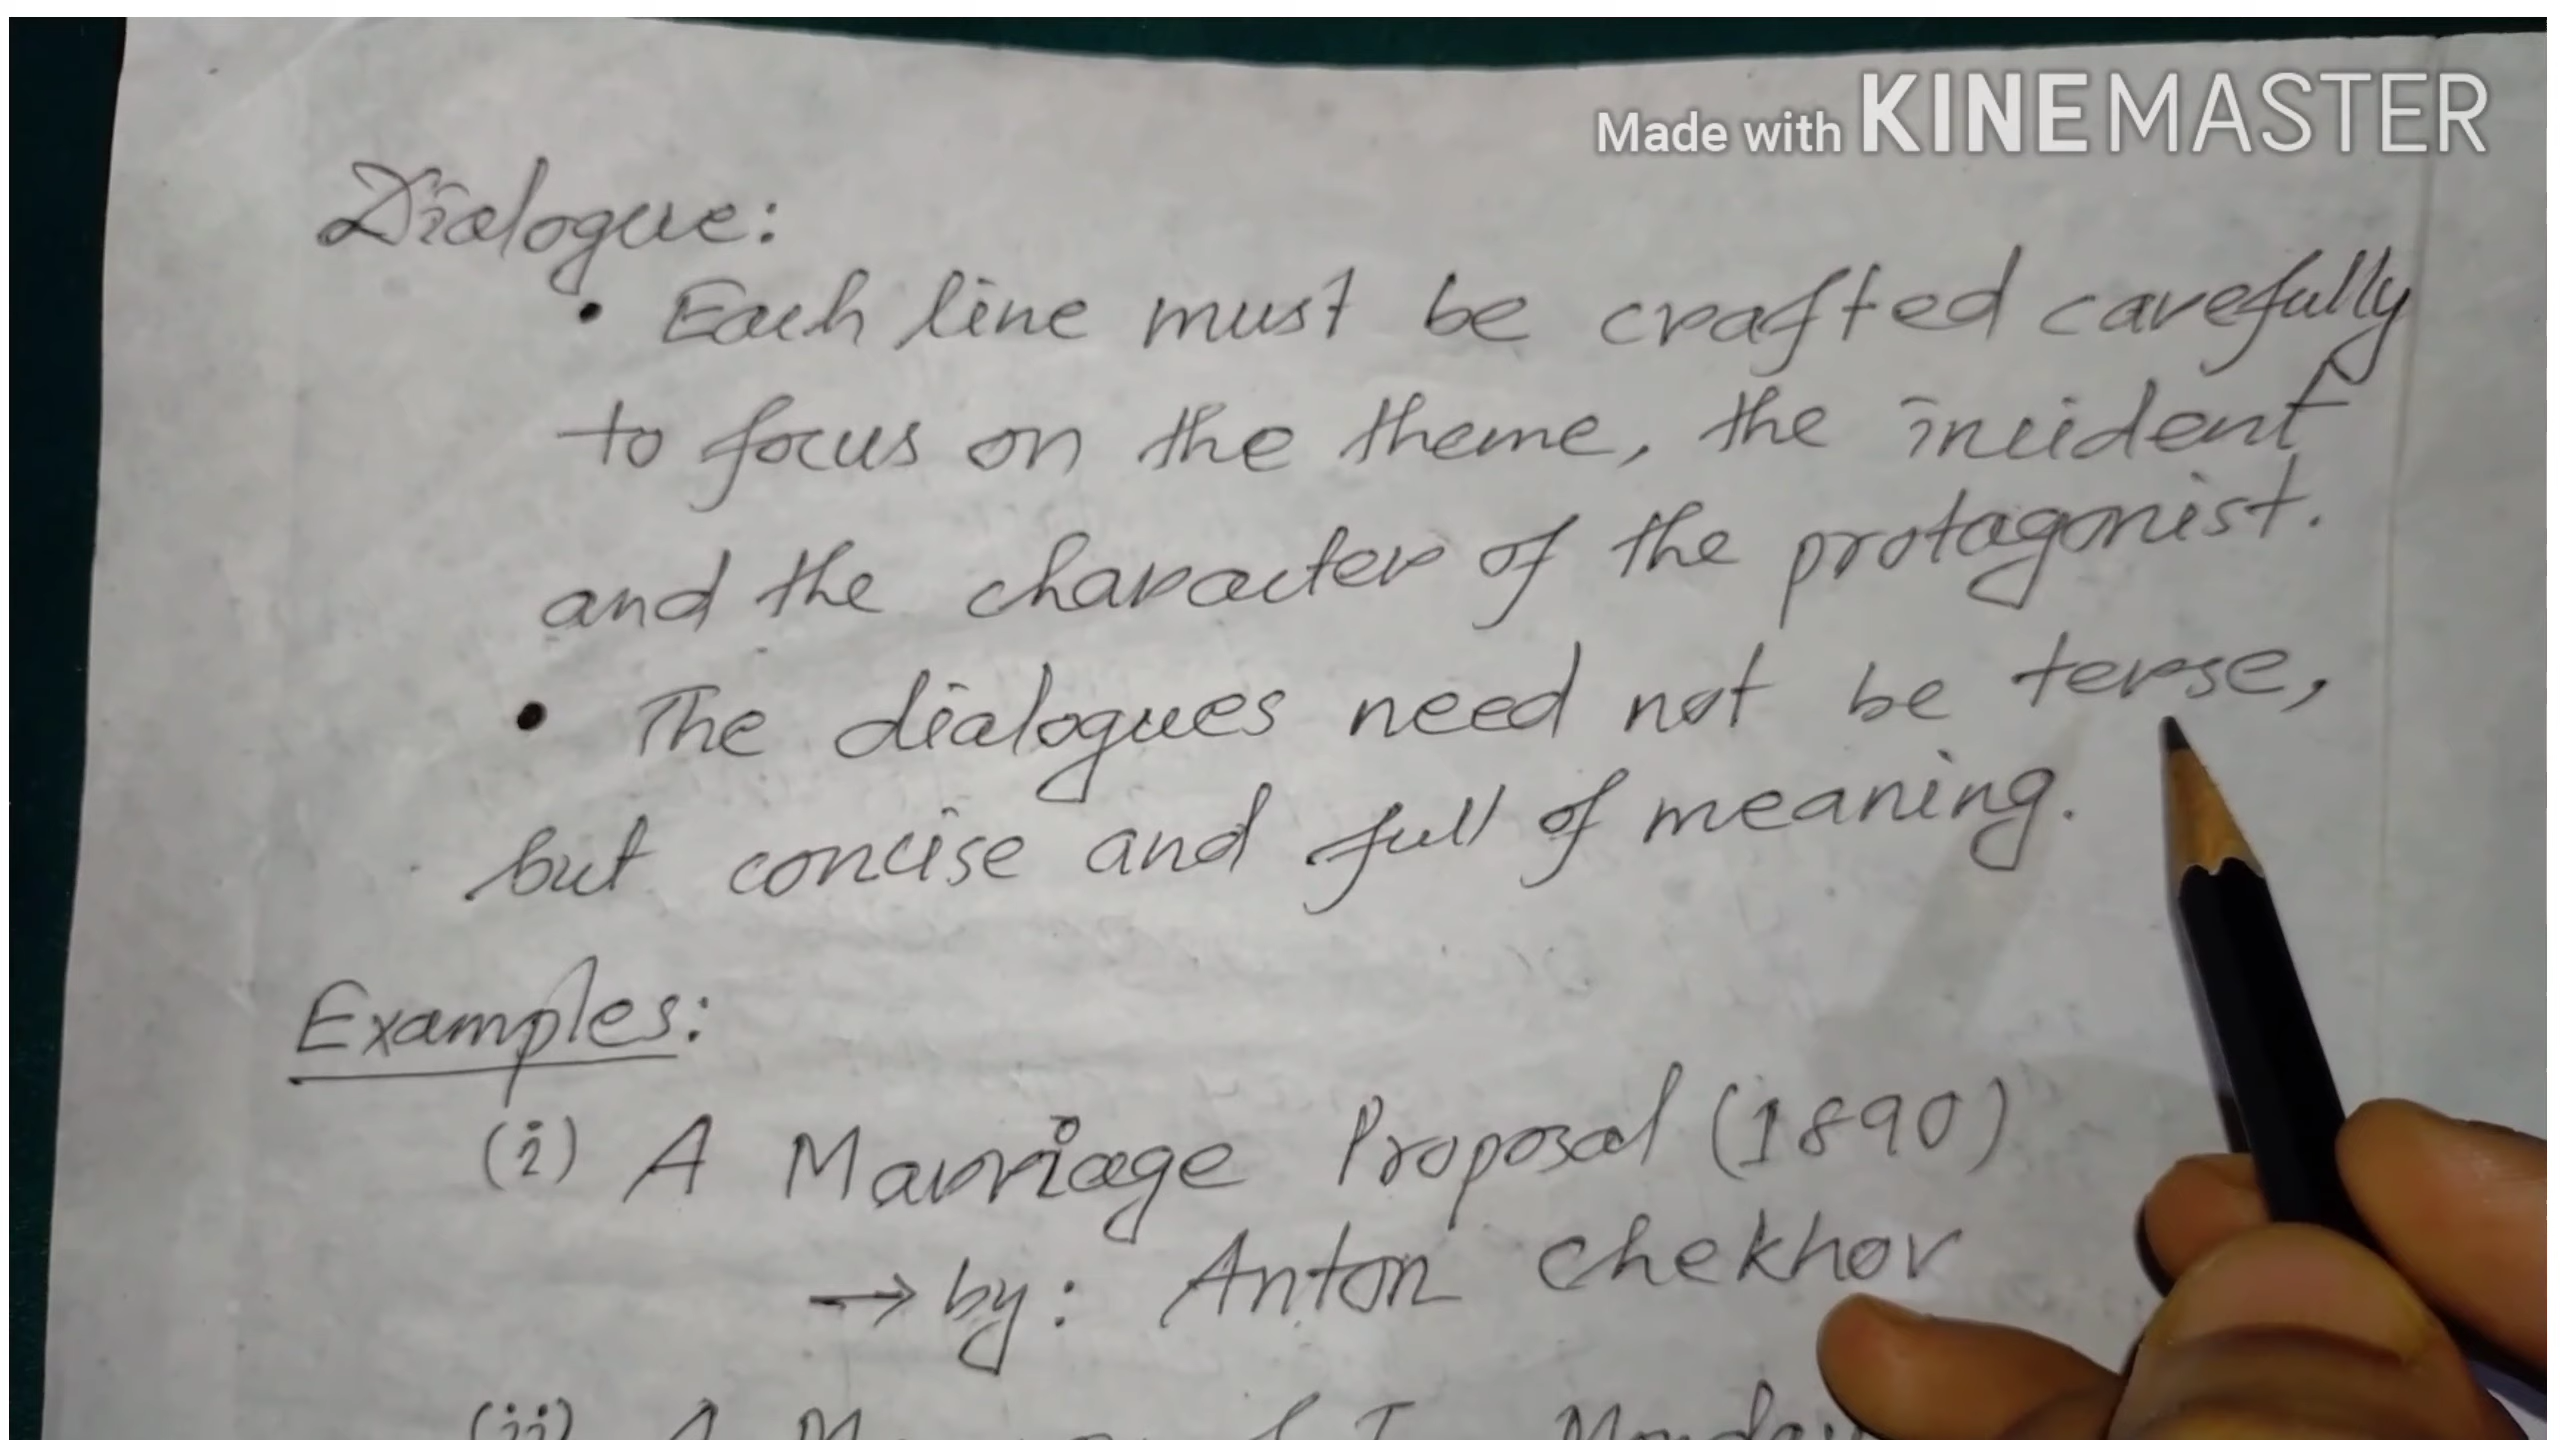 Made with KINEMASTER
Dialogue:
• Each line must be crafted carefully
to focus on the theme, the incident
and the character of the protagonist.
• The dialogues need not be terse,
but concise and full of meaning.
Examples:
(i) A Marriage Proposal (1890)
→ by: Anton Chekhov
(ii) A Monday